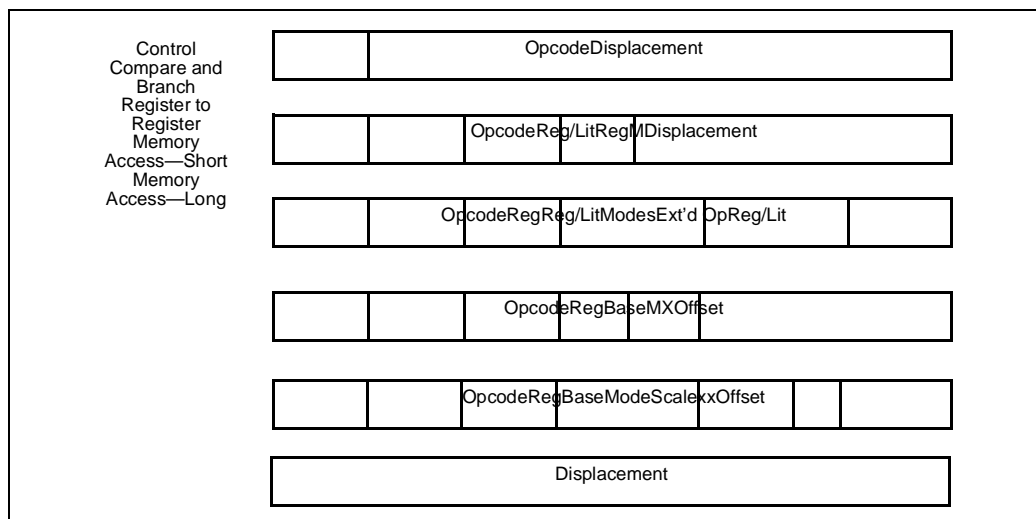 Control
Compare and
Branch
Register to
Register
Memory
Access—Short
Memory
Access—Long
OpcodeDisplacement
OpcodeReg/LitRegMDisplacement
OpcodeRegReg/LitModesExt’d OpReg/Lit
OpcodeRegBaseMXOffset
OpcodeRegBaseModeScalexxOffset
Displacement